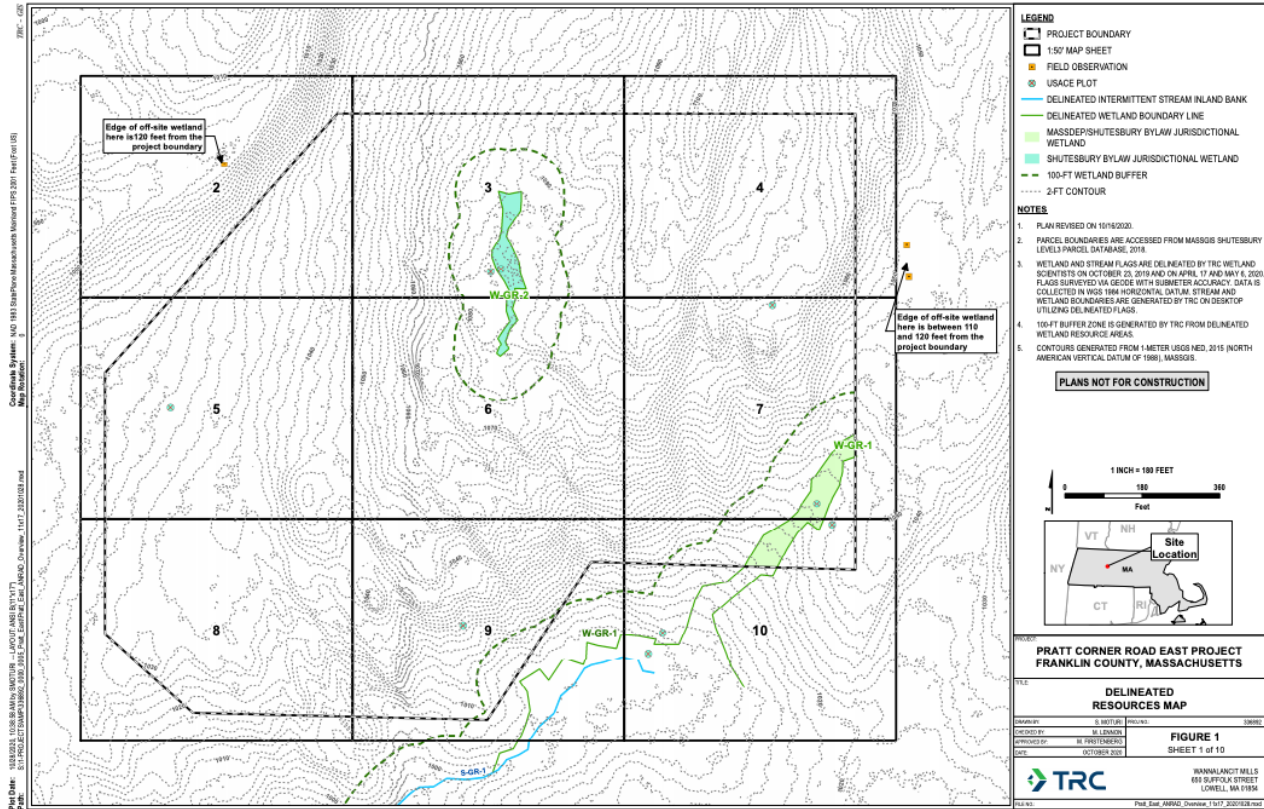 TRC - GIS
Coordinate System: NAD 1983 StatePlane Massachusetts Mainland FIPS 2001 Feet (Foot US)
Map Rotation: 0
Plot Date:
Path:
Edge of off-site wetland
here is120 feet from the
project boundary
2
3
4
W-GR-2
Edge of off-site wetland
here is between 110
and 120 feet from the
project boundary
5
6
7
W-GR-1
8
9
10
W-GR-1
S-GR-1
LEGEND
PROJECT BOUNDARY
1:50' MAP SHEET
FIELD OBSERVATION
USACE PLOT
DELINEATED INTERMITTENT STREAM INLAND BANK
DELINEATED WETLAND BOUNDARY LINE
MASSDEP/SHUTESBURY BYLAW JURISDICTIONAL
WETLAND
SHUTESBURY BYLAW JURISDICTIONAL WETLAND
100-FT WETLAND BUFFER
2-FT CONTOUR
NOTES
1. PLAN REVISED ON 10/16/2020.
2. PARCEL BOUNDARIES ARE ACCESSED FROM MASSGIS SHUTESBURY
LEVEL3 PARCEL DATABASE, 2018.
3. WETLAND AND STREAM FLAGS ARE DELINEATED BY TRC WETLAND
SCIENTISTS ON OCTOBER 23, 2019 AND ON APRIL 17 AND MAY 6, 2020.
FLAGS SURVEYED VIA GEODE WITH SUBMETER ACCURACY. DATA IS
COLLECTED IN WGS 1984 HORIZONTAL DATUM. STREAM AND
WETLAND BOUNDARIES ARE GENERATED BY TRC ON DESKTOP
UTILIZING DELINEATED FLAGS.
4. 100-FT BUFFER ZONE IS GENERATED BY TRC FROM DELINEATED
WETLAND RESOURCE AREAS.
5. CONTOURS GENERATED FROM 1-METER USGS NED, 2015 (NORTH
AMERICAN VERTICAL DATUM OF 1988), MASSGIS.
PLANS NOT FOR CONSTRUCTION
1 INCH = 180 FEET
0 180 360
Feet
VT NH
NY MA
CT RI
Site
Location
PROJECT:
PRATT CORNER ROAD EAST PROJECT
FRANKLIN COUNTY, MASSACHUSETTS
TITLE:
DELINEATED
RESOURCES MAP
DRAWN BY: S. MOTURI PROJ NO.: 336892
CHECKED BY: M. LENNON
APPROVED BY: M. FIRSTENBERG
DATE: OCTOBER 2020
FIGURE 1
SHEET 1 of 10
TRC
WANNALANCIT MILLS
650 SUFFOLK STREET
LOWELL, MA 01854
FILE NO.: Pratt_East_ANRAD_Overview_11x17_20201028.mxd